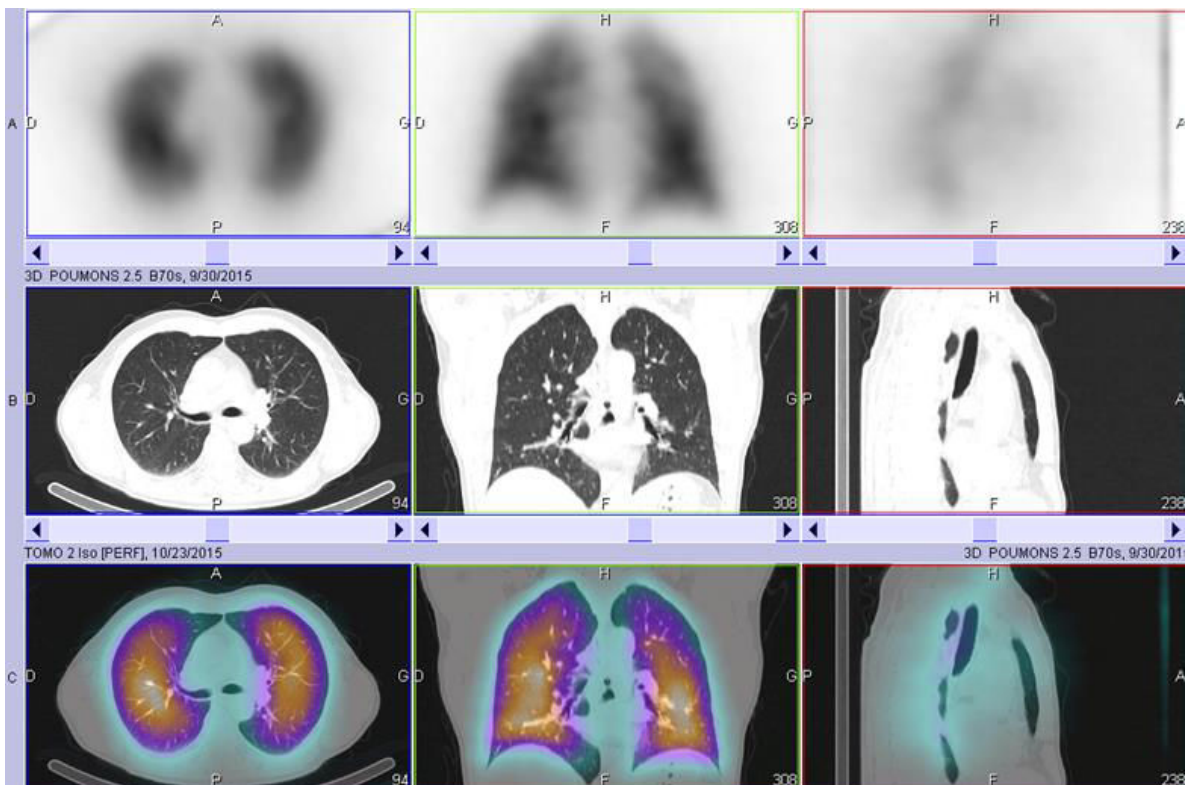 A H H
A D G D G P A
P 94 F 308 F 238
3D POUMONS 2.5 B70s, 9/30/2015
A H H
B D G D G P A
P 94 F 308 F 238
TOMO 2 Iso [PERF], 10/23/2015 3D POUMONS 2.5 B70s, 9/30/201
A H H
C D G D G P A
P 94 F 308 F 238